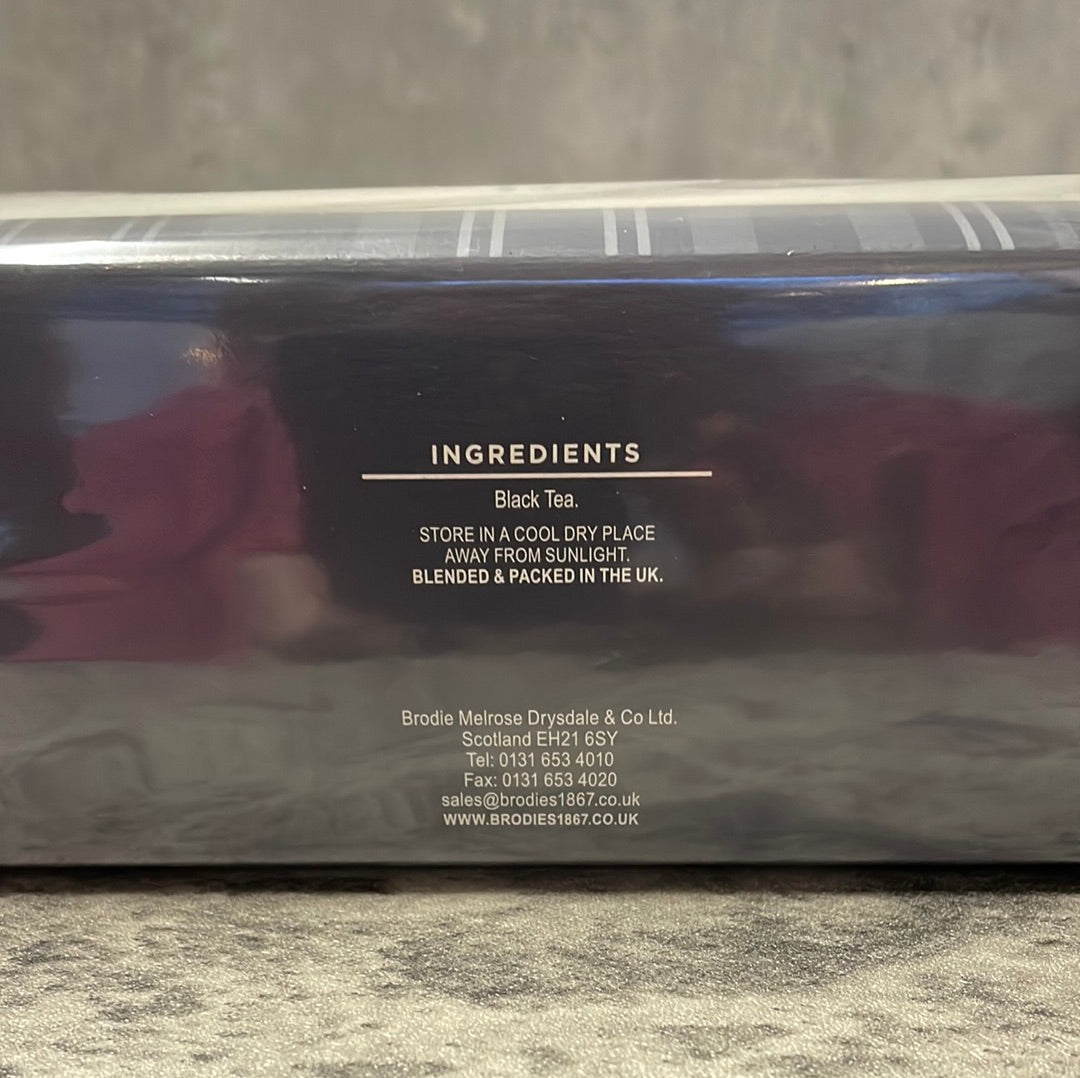 INGREDIENTS
Black Tea.
STORE IN A COOL DRY PLACE
AWAY FROM SUNLIGHT.
BLENDED & PACKED IN THE UK.
Brodie Melrose Drysdale & Co Ltd.
Scotland EH21 6SY
Tel: 0131 653 4010
Fax: 0131 653 4020
sales@brodies1867.co.uk
WWW.BRODIES1867.CO.UK